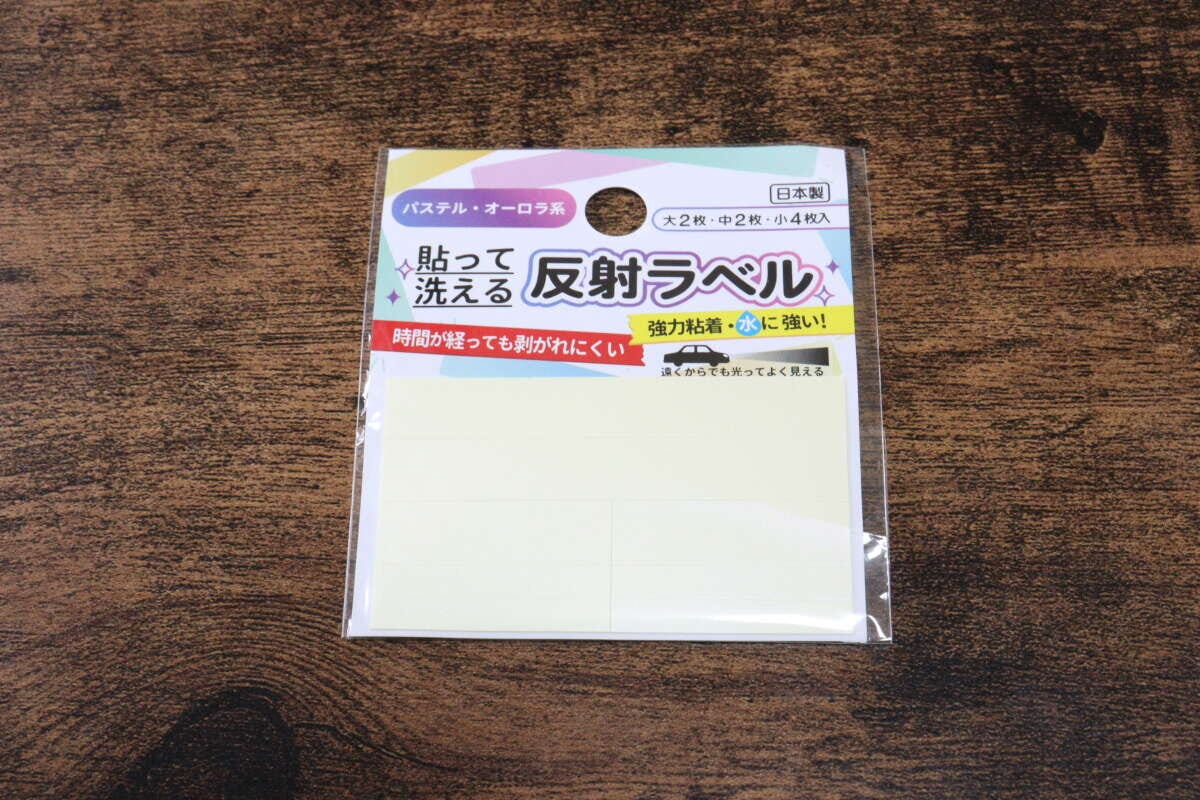 日本製
パステル・オーロラ系
大2枚・中2枚・小4枚入
貼って
洗える
反射ラベル
強力粘着・水に強い!
時間が経っても剥がれにくい
遠くからでも光ってよく見える